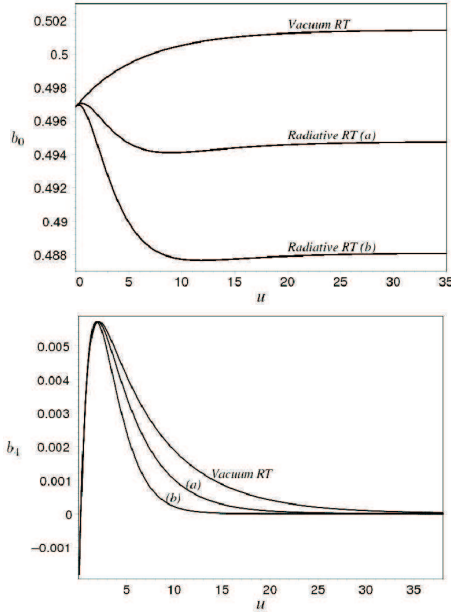 0.502
Vacuum RT
0.5
0.498
0.496
Radiative RT (a)
b₀
0.494
0.492
0.49
Radiative RT (b)
0.488
0 5 10 15 20 25 30 35
u
0.005
0.004
0.003
0.002
b₄
Vacuum RT
0.001
(a)
(b)
0
−0.001
5 10 15 20 25 30 35
u